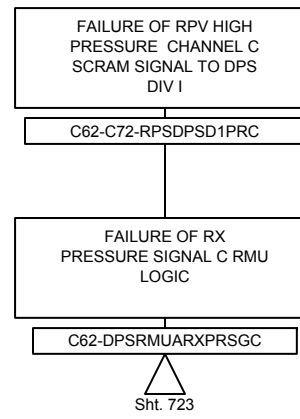 FAILURE OF RPV HIGH
PRESSURE CHANNEL C
SCRAM SIGNAL TO DPS
DIV I
C62-C72-RPSDPSD1PRC
FAILURE OF RX
PRESSURE SIGNAL C RMU
LOGIC
C62-DPSRMUARXPRSGC
Sht. 723